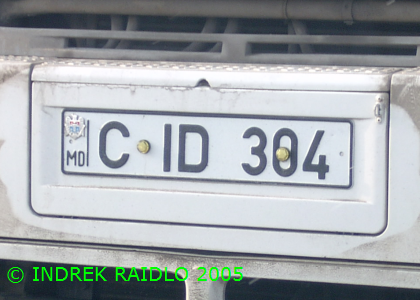 C ID 304
MD
© INDREK RAIDLO 2005